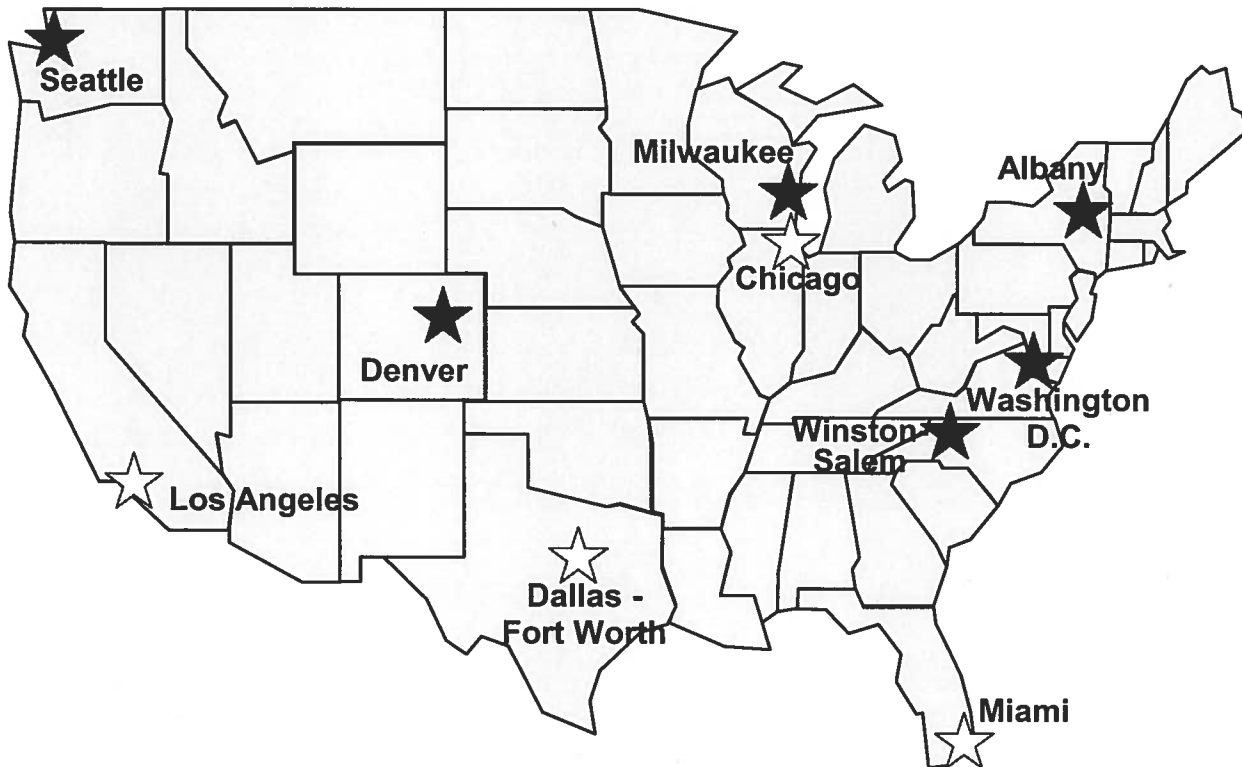 Seattle
Milwaukee
Albany
Chicago
Denver
Washington
D.C.
Winston-
Salem
Los Angeles
Dallas -
Fort Worth
Miami